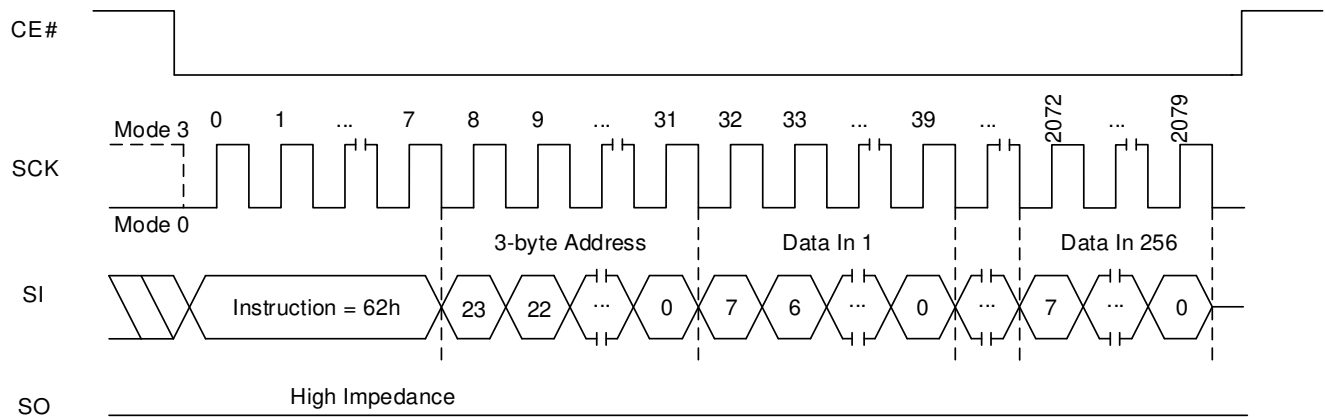 CE#
0 1 ... 7 8 9 ... 31 32 33 ... 39 ... 2072 ... 2079
Mode 3
SCK
Mode 0
3-byte Address Data In 1 Data In 256
SI Instruction = 62h 23 22 ... 0 7 6 ... 0 ... 7 ... 0
High Impedance
SO